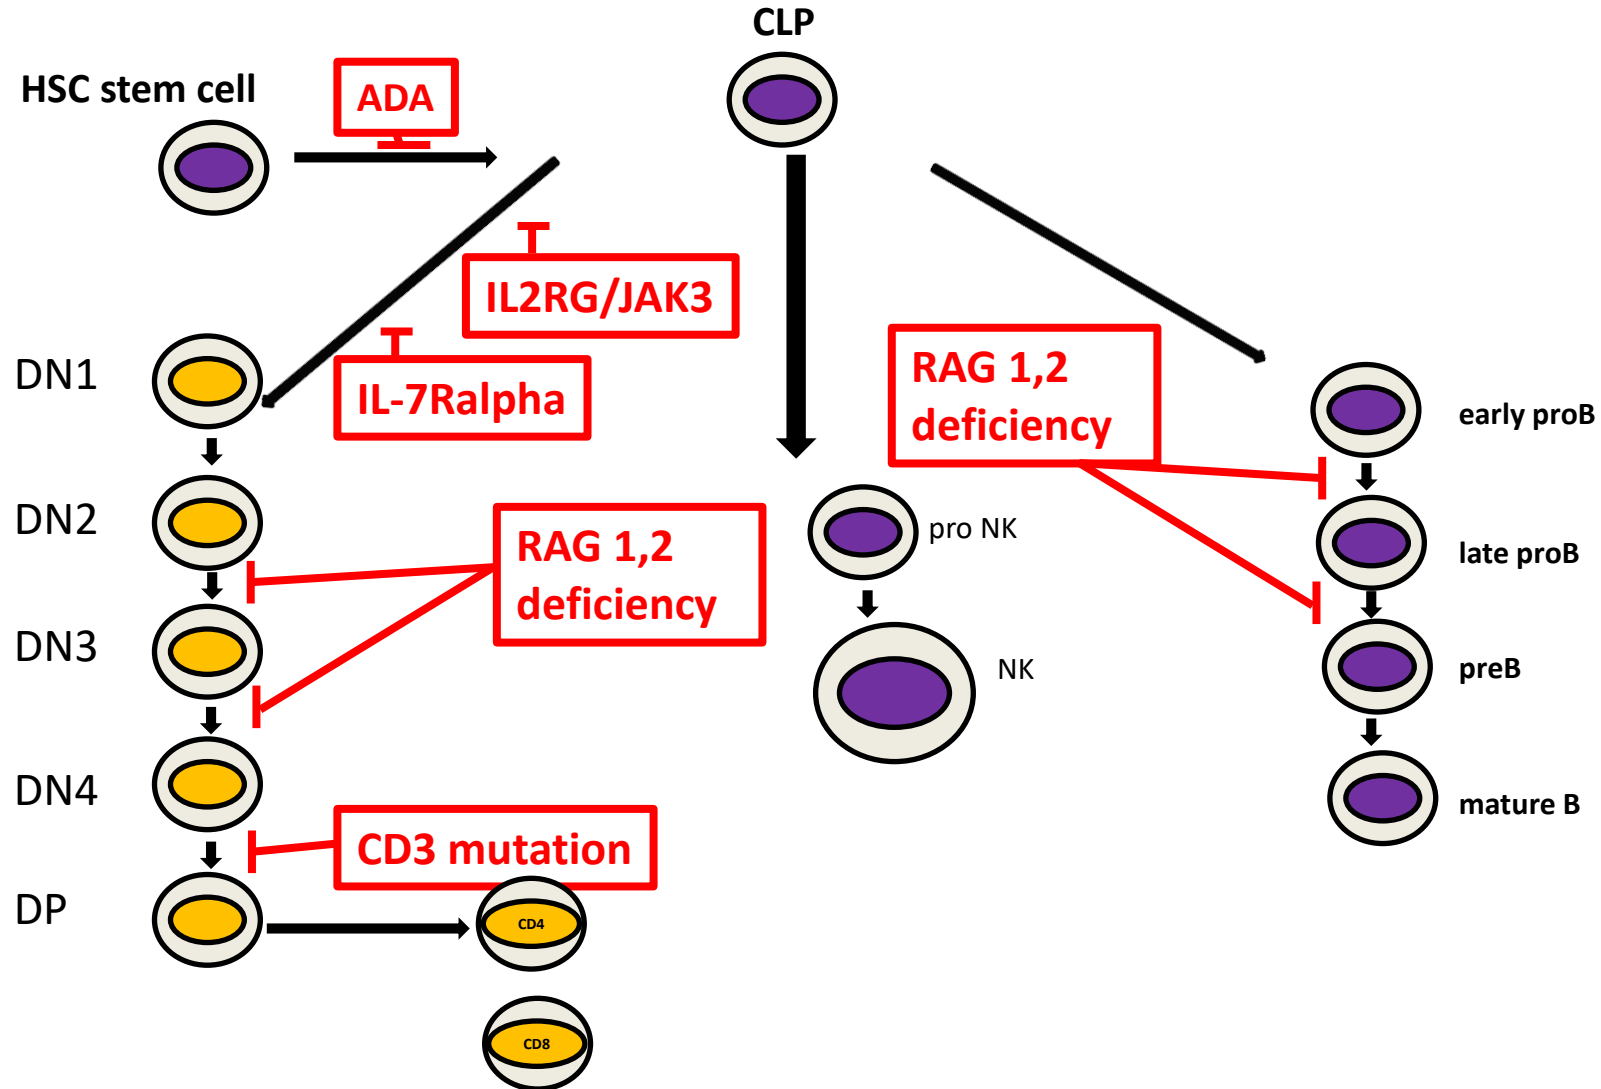 CLP
HSC stem cell
ADA
IL2RG/JAK3
IL-7Ralpha
DN1
DN2
DN3
DN4
DP
RAG 1,2
deficiency
CD3 mutation
CD4
CD8
pro NK
NK
RAG 1,2
deficiency
early proB
late proB
preB
mature B